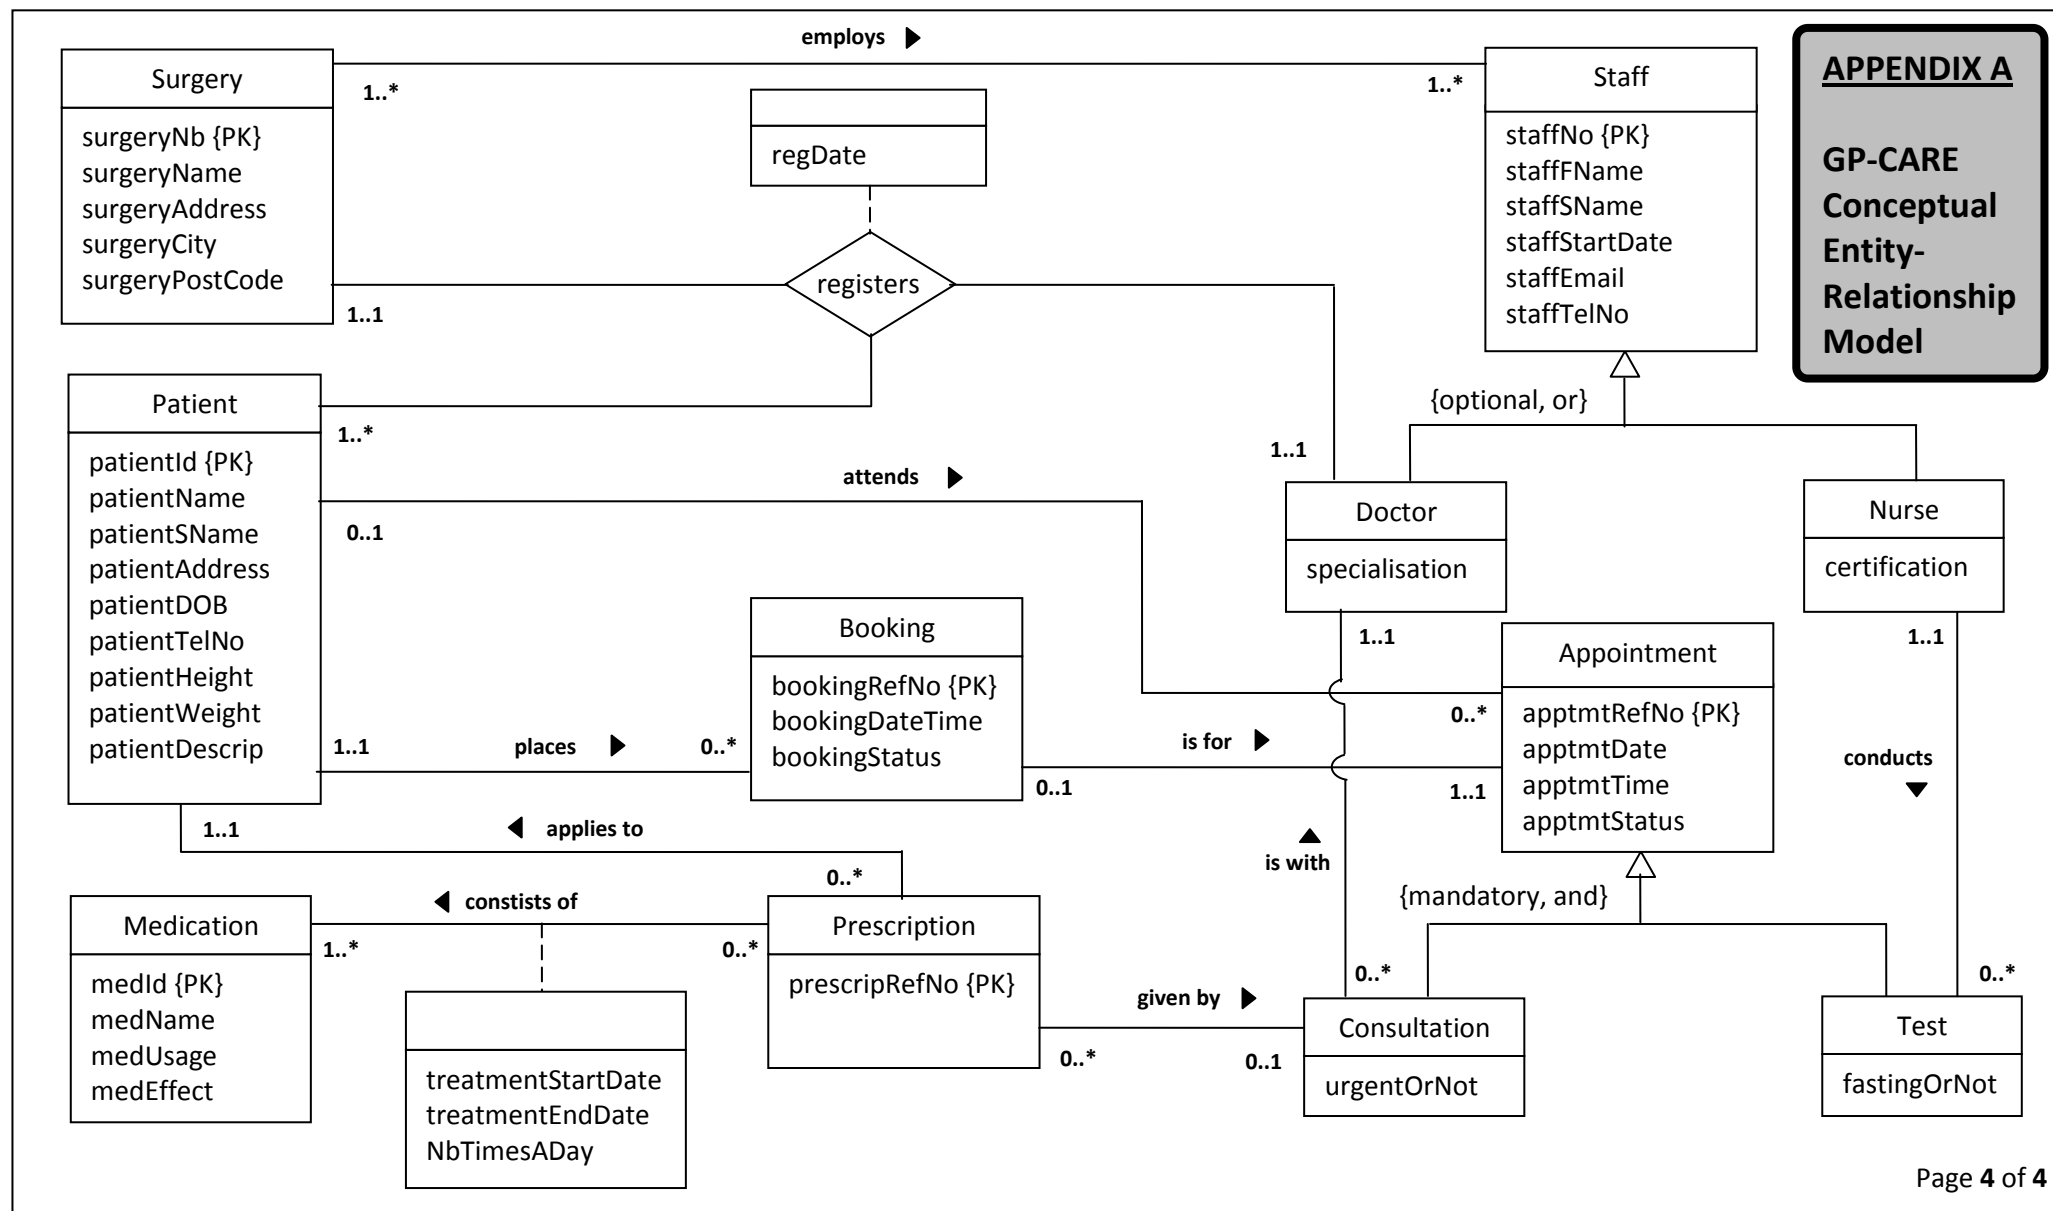 employs ▶
Surgery
surgeryNb {PK}
surgeryName
surgeryAddress
surgeryCity
surgeryPostCode
1..*
1..*
1..1
regDate
registers
Staff
staffNo {PK}
staffFName
staffSName
staffStartDate
staffEmail
staffTelNo
APPENDIX A
GP-CARE
Conceptual
Entity-
Relationship
Model
{optional, or}
Patient
patientId {PK}
patientName
patientSName
patientAddress
patientDOB
patientTelNo
patientHeight
patientWeight
patientDescrip
1..*
attends ▶
0..1
1..1
Doctor
specialisation
Nurse
certification
Booking
bookingRefNo {PK}
bookingDateTime
bookingStatus
1..1
1..1
Appointment
apptmtRefNo {PK}
apptmtDate
apptmtTime
apptmtStatus
0..*
1..1
places ▶
0..*
is for ▶
0..1
1..1
conducts
▼
1..1
◀ applies to
0..*
▲
is with
{mandatory, and}
◀ constists of
Medication
medId {PK}
medName
medUsage
medEffect
1..*
0..*
Prescription
prescripRefNo {PK}
treatmentStartDate
treatmentEndDate
NbTimesADay
given by ▶
0..*
0..1
0..*
Consultation
urgentOrNot
0..*
Test
fastingOrNot
Page 4 of 4